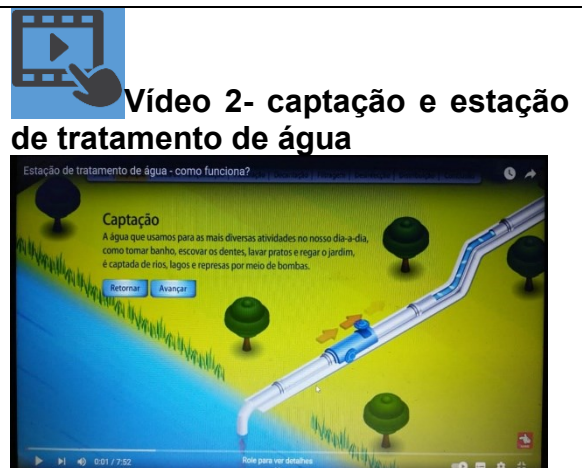 Vídeo 2- captação e estação
de tratamento de água
Estação de tratamento de água - como funciona?
Captação
A água que usamos para as mais diversas atividades no nosso dia-a-dia,
como tomar banho, escovar os dentes, lavar pratos e regar o jardim,
é captada de rios, lagos e represas por meio de bombas.
Retornar Avançar
0:01 / 7:52 Role para ver detalhes